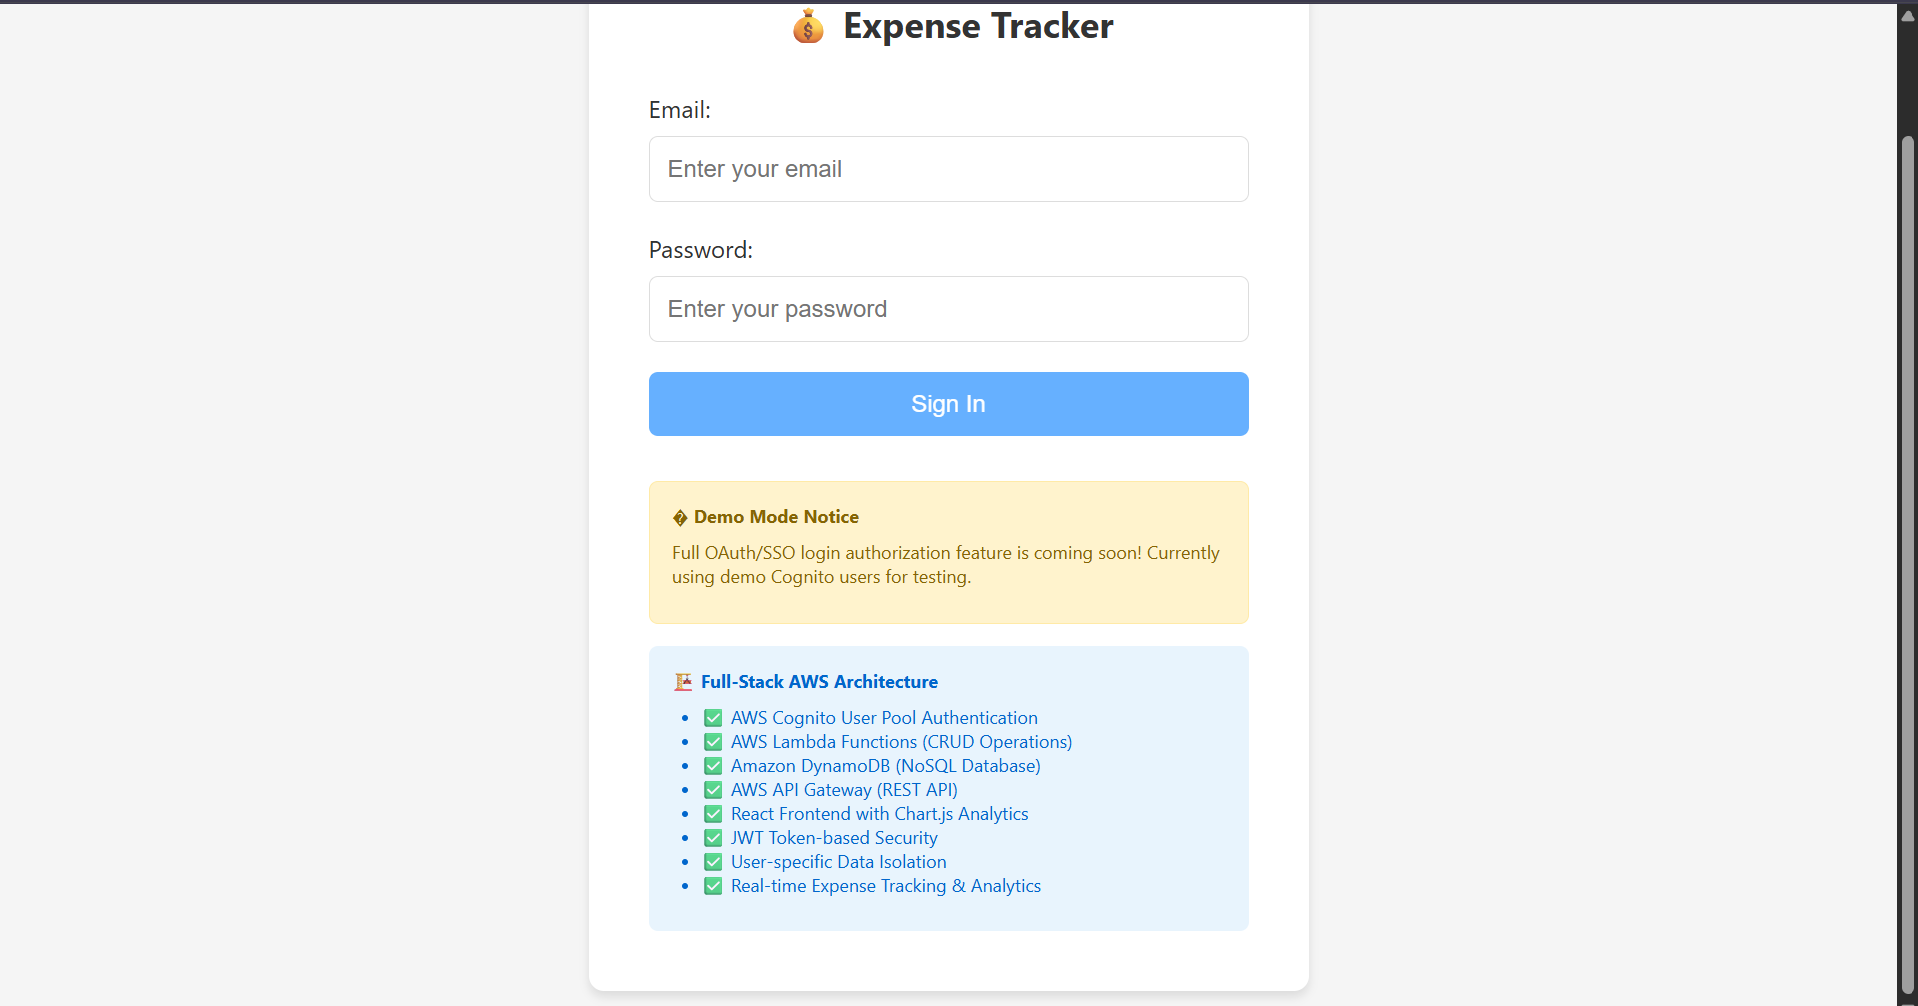 💰 Expense Tracker
Email:
Enter your email
Password:
Enter your password
Sign In
� Demo Mode Notice
Full OAuth/SSO login authorization feature is coming soon! Currently
using demo Cognito users for testing.
🏗️ Full-Stack AWS Architecture
• ✅ AWS Cognito User Pool Authentication
• ✅ AWS Lambda Functions (CRUD Operations)
• ✅ Amazon DynamoDB (NoSQL Database)
• ✅ AWS API Gateway (REST API)
• ✅ React Frontend with Chart.js Analytics
• ✅ JWT Token-based Security
• ✅ User-specific Data Isolation
• ✅ Real-time Expense Tracking & Analytics